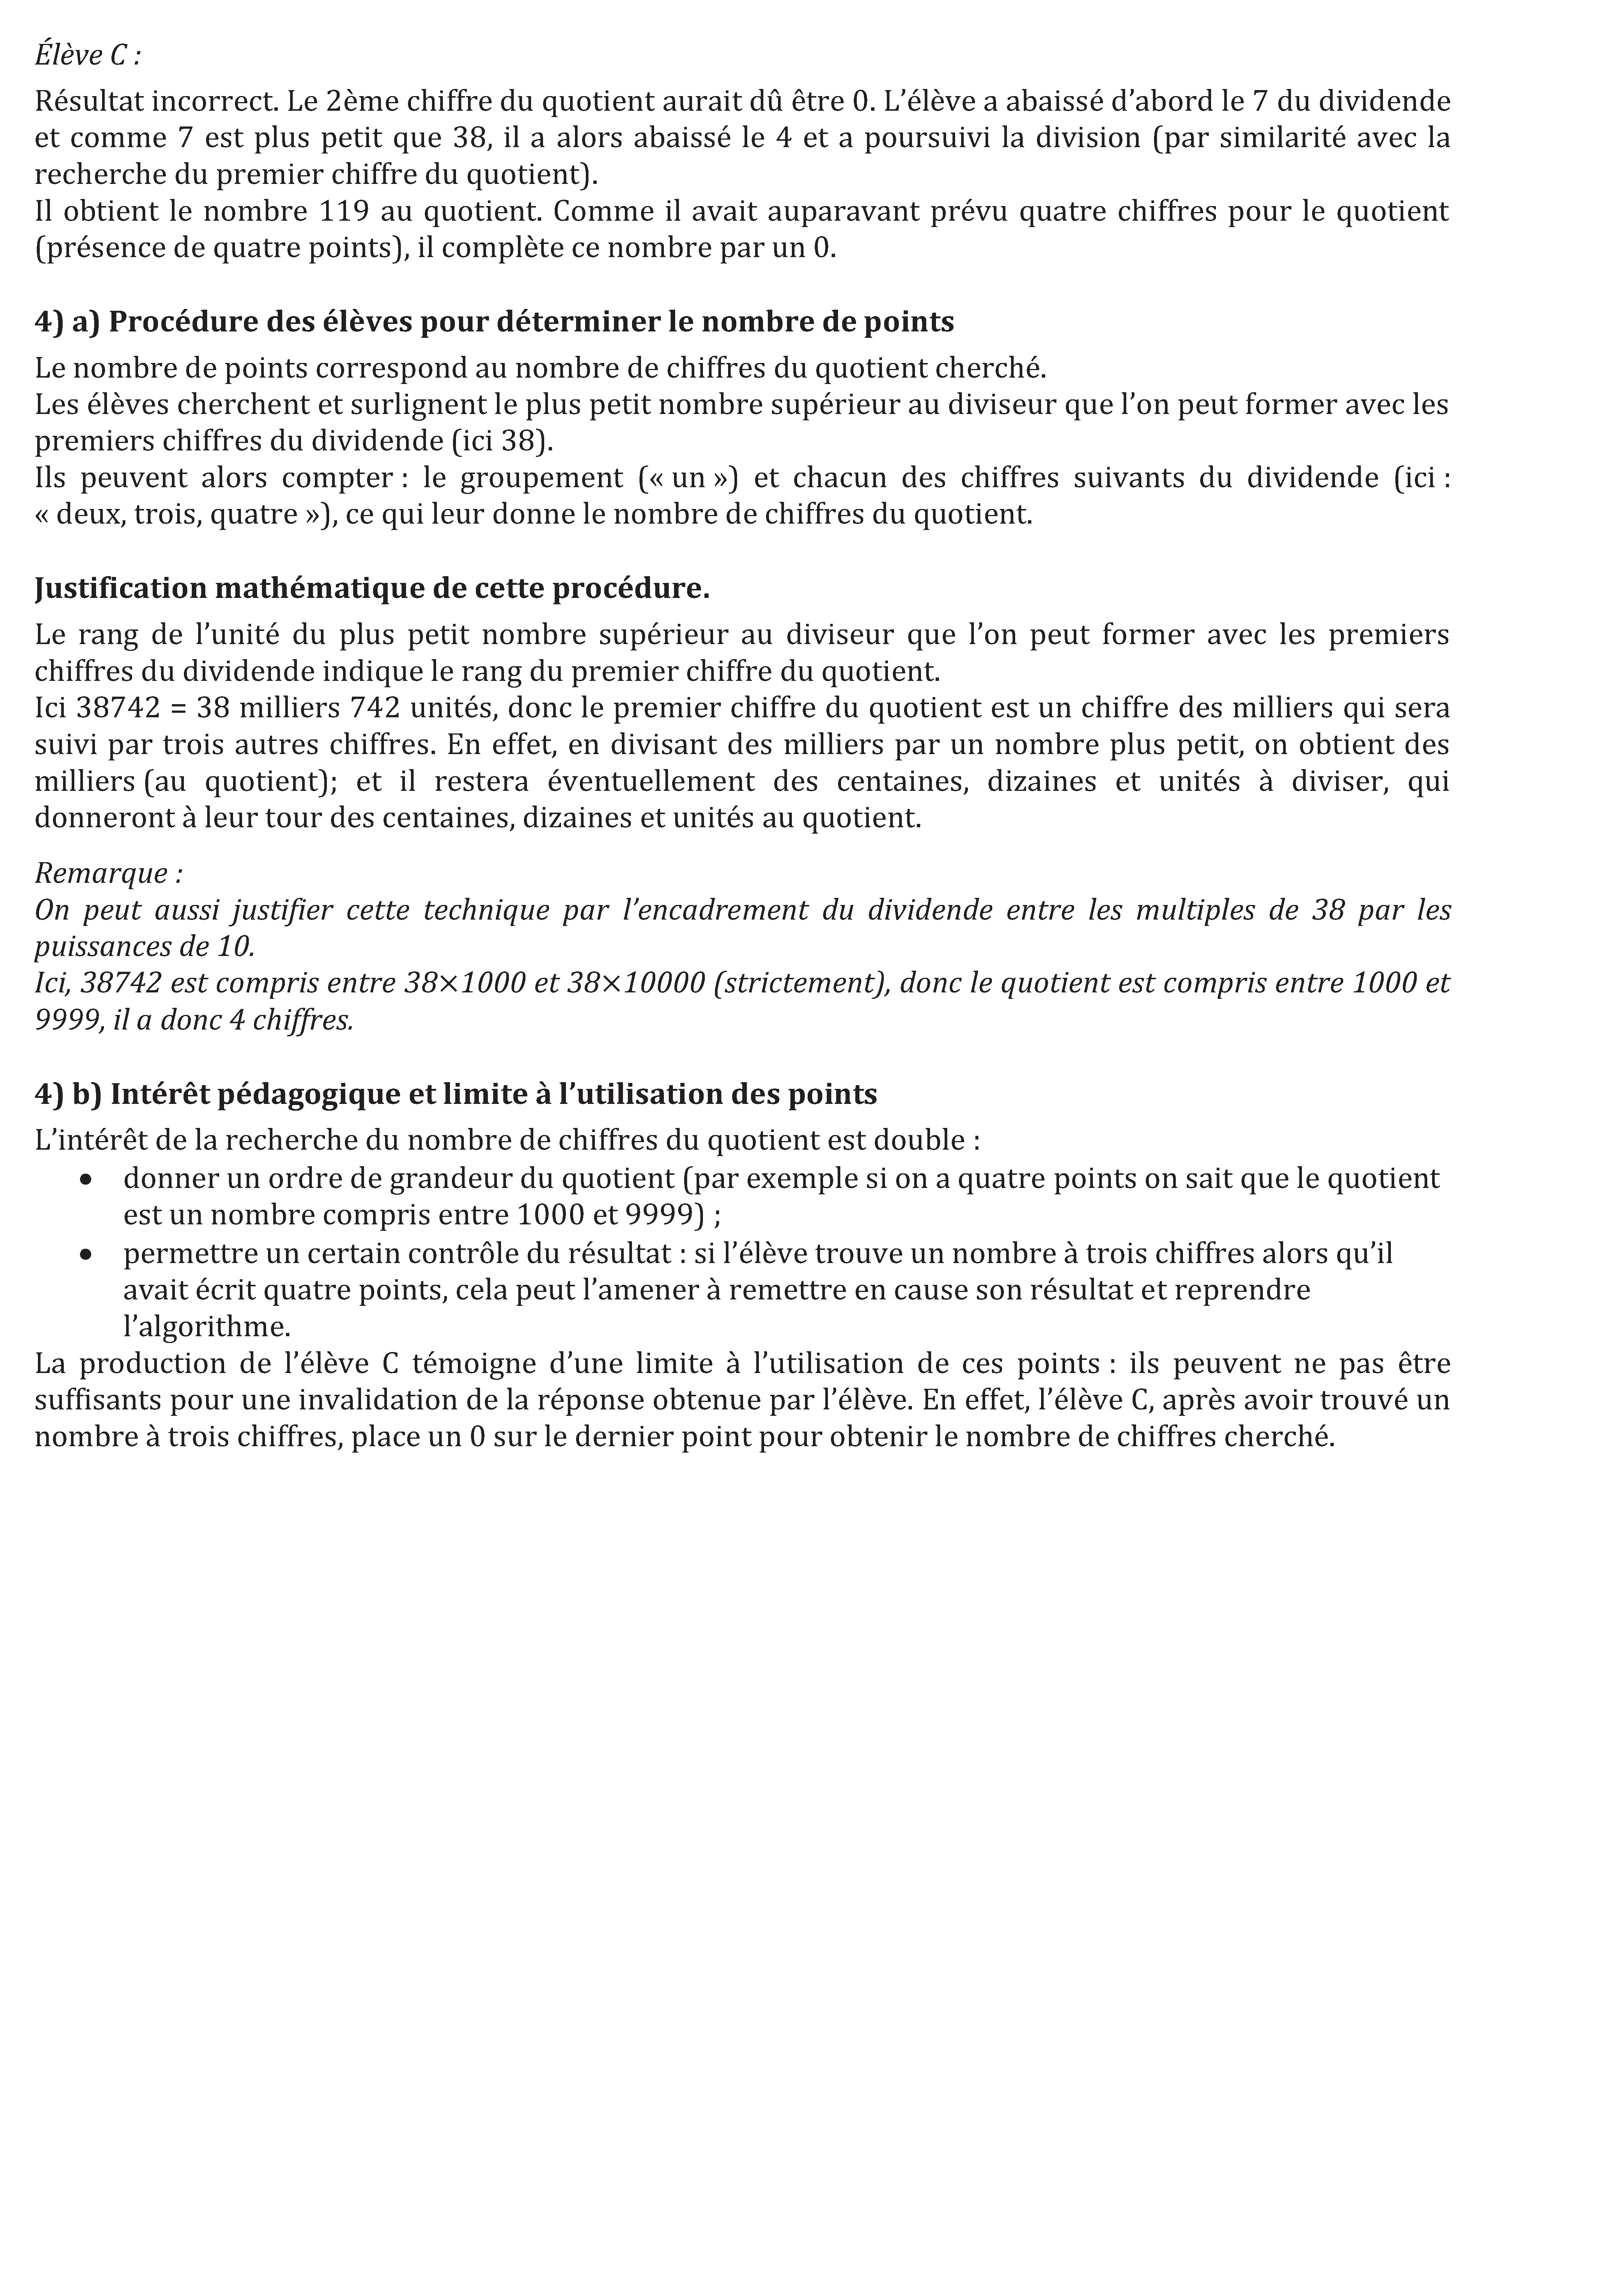 Élève C :
Résultat incorrect. Le 2ème chiffre du quotient aurait dû être 0. L’élève a abaissé d’abord le 7 du dividende
et comme 7 est plus petit que 38, il a alors abaissé le 4 et a poursuivi la division (par similarité avec la
recherche du premier chiffre du quotient).
Il obtient le nombre 119 au quotient. Comme il avait auparavant prévu quatre chiffres pour le quotient
(présence de quatre points), il complète ce nombre par un 0.
4) a) Procédure des élèves pour déterminer le nombre de points
Le nombre de points correspond au nombre de chiffres du quotient cherché.
Les élèves cherchent et surlignent le plus petit nombre supérieur au diviseur que l’on peut former avec les
premiers chiffres du dividende (ici 38).
Ils peuvent alors compter : le groupement (« un ») et chacun des chiffres suivants du dividende (ici :
« deux, trois, quatre »), ce qui leur donne le nombre de chiffres du quotient.
Justification mathématique de cette procédure.
Le rang de l’unité du plus petit nombre supérieur au diviseur que l’on peut former avec les premiers
chiffres du dividende indique le rang du premier chiffre du quotient.
Ici 38742 = 38 milliers 742 unités, donc le premier chiffre du quotient est un chiffre des milliers qui sera
suivi par trois autres chiffres. En effet, en divisant des milliers par un nombre plus petit, on obtient des
milliers (au quotient); et il restera éventuellement des centaines, dizaines et unités à diviser, qui
donneront à leur tour des centaines, dizaines et unités au quotient.
Remarque :
On peut aussi justifier cette technique par l’encadrement du dividende entre les multiples de 38 par les
puissances de 10.
Ici, 38742 est compris entre 38×1000 et 38×10000 (strictement), donc le quotient est compris entre 1000 et
9999, il a donc 4 chiffres.
4) b) Intérêt pédagogique et limite à l’utilisation des points
L’intérêt de la recherche du nombre de chiffres du quotient est double :
• donner un ordre de grandeur du quotient (par exemple si on a quatre points on sait que le quotient
est un nombre compris entre 1000 et 9999) ;
• permettre un certain contrôle du résultat : si l’élève trouve un nombre à trois chiffres alors qu’il
avait écrit quatre points, cela peut l’amener à remettre en cause son résultat et reprendre
l’algorithme.
La production de l’élève C témoigne d’une limite à l’utilisation de ces points : ils peuvent ne pas être
suffisants pour une invalidation de la réponse obtenue par l’élève. En effet, l’élève C, après avoir trouvé un
nombre à trois chiffres, place un 0 sur le dernier point pour obtenir le nombre de chiffres cherché.